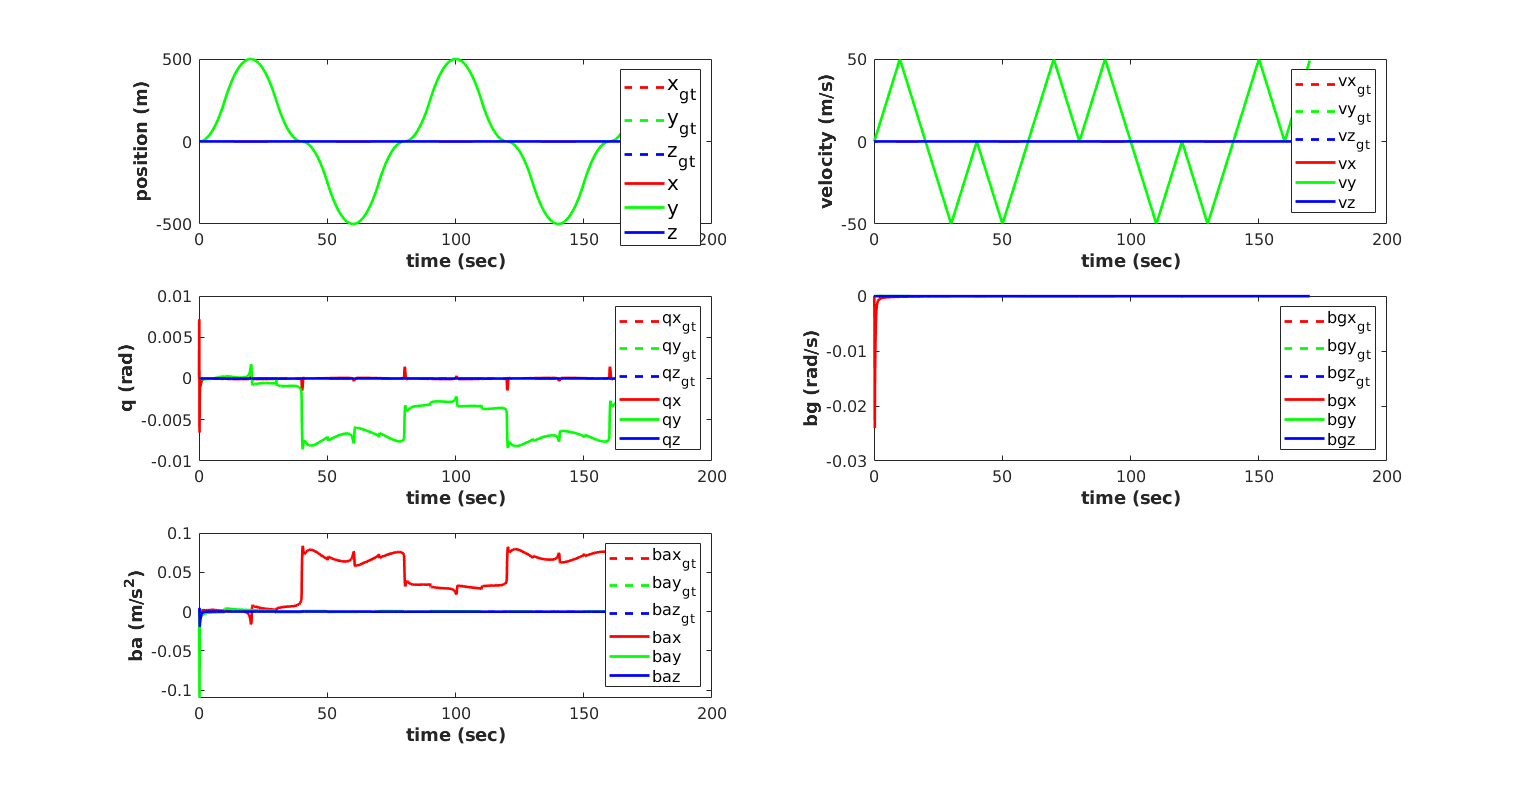 500
0
-500
position (m)
0 50 100 150 200
time (sec)
x_gt
y_gt
z_gt
x
y
z
50
0
-50
velocity (m/s)
0 50 100 150 200
time (sec)
vx_gt
vy_gt
vz_gt
vx
vy
vz
0.01
0.005
0
-0.005
-0.01
q (rad)
0 50 100 150 200
time (sec)
qx_gt
qy_gt
qz_gt
qx
qy
qz
0
-0.01
-0.02
-0.03
bg (rad/s)
0 50 100 150 200
time (sec)
bgx_gt
bgy_gt
bgz_gt
bgx
bgy
bgz
0.1
0.05
0
-0.05
-0.1
ba (m/s²)
0 50 100 150 200
time (sec)
bax_gt
bay_gt
baz_gt
bax
bay
baz